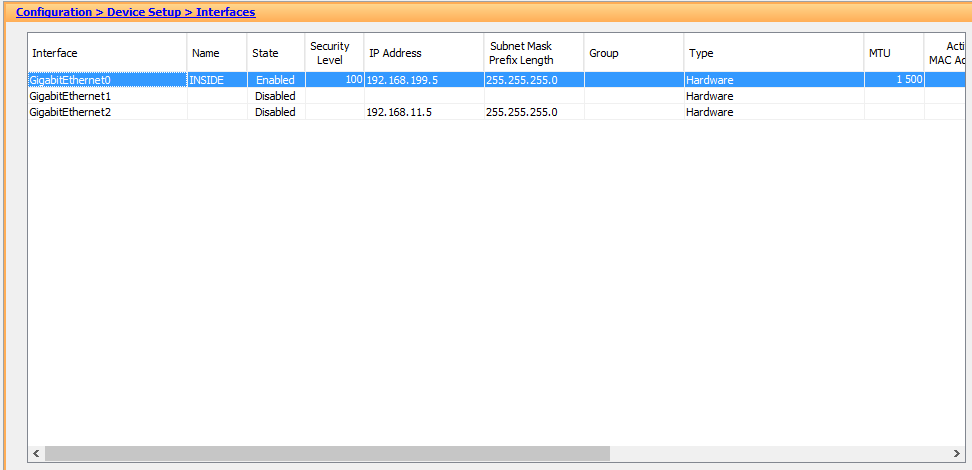 Configuration > Device Setup > Interfaces
Interface Name State Security Level IP Address Subnet Mask Prefix Length Group Type MTU Acti MAC Ac
GigabitEthernet0 INSIDE Enabled 100 192.168.199.5 255.255.255.0 Hardware 1 500
GigabitEthernet1 Disabled Hardware
GigabitEthernet2 Disabled 192.168.11.5 255.255.255.0 Hardware